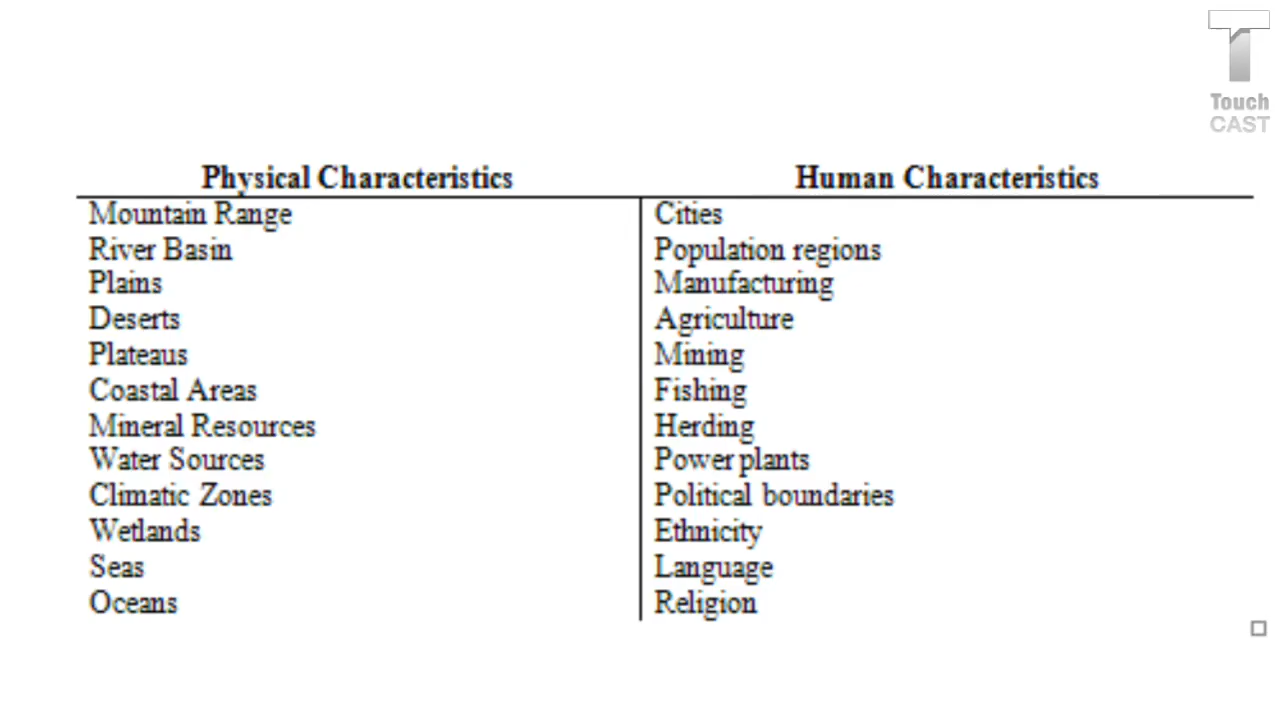 Touch
CAST
Physical Characteristics Human Characteristics
Mountain Range Cities
River Basin Population regions
Plains Manufacturing
Deserts Agriculture
Plateaus Mining
Coastal Areas Fishing
Mineral Resources Herding
Water Sources Power plants
Climatic Zones Political boundaries
Wetlands Ethnicity
Seas Language
Oceans Religion